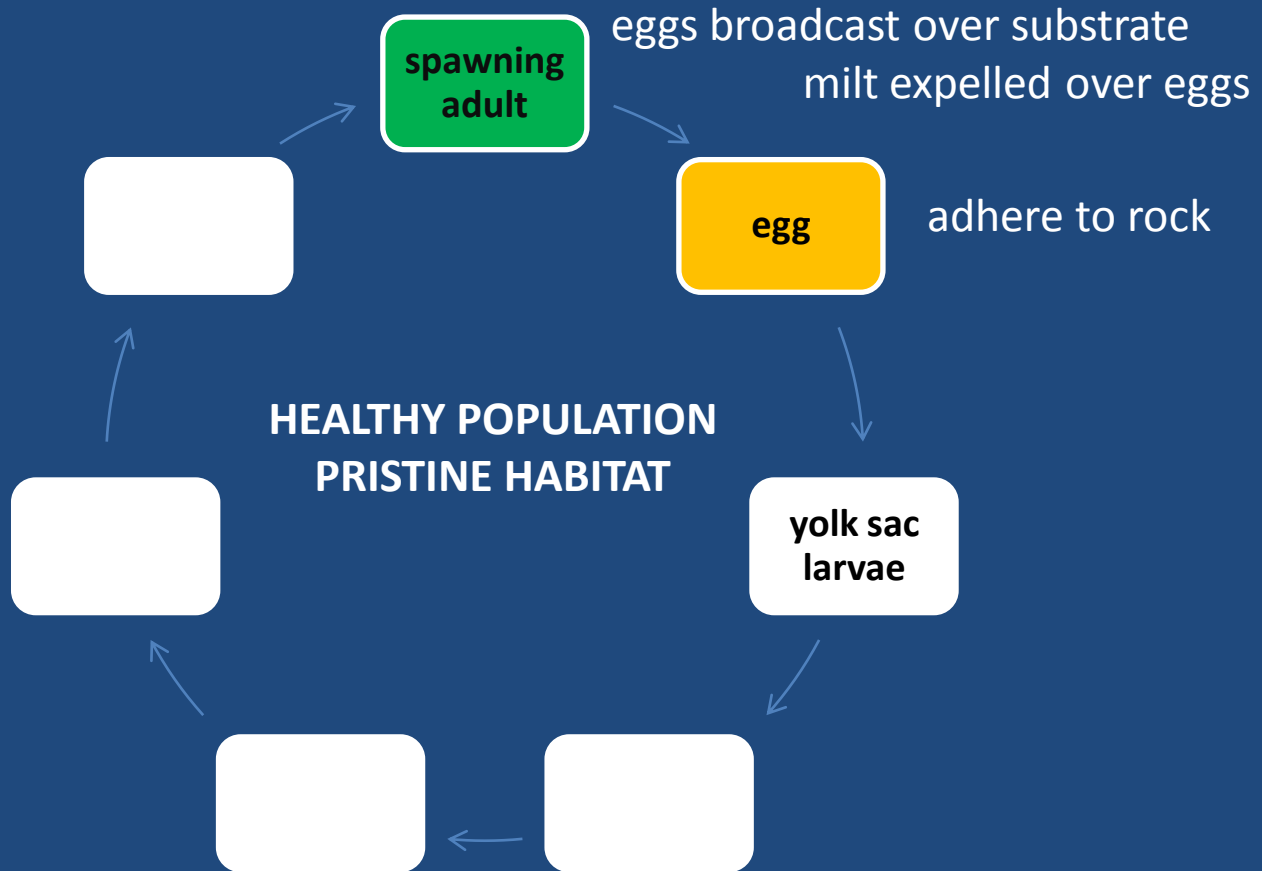 spawning
adult
eggs broadcast over substrate
milt expelled over eggs
egg
adhere to rock
HEALTHY POPULATION
PRISTINE HABITAT
yolk sac
larvae